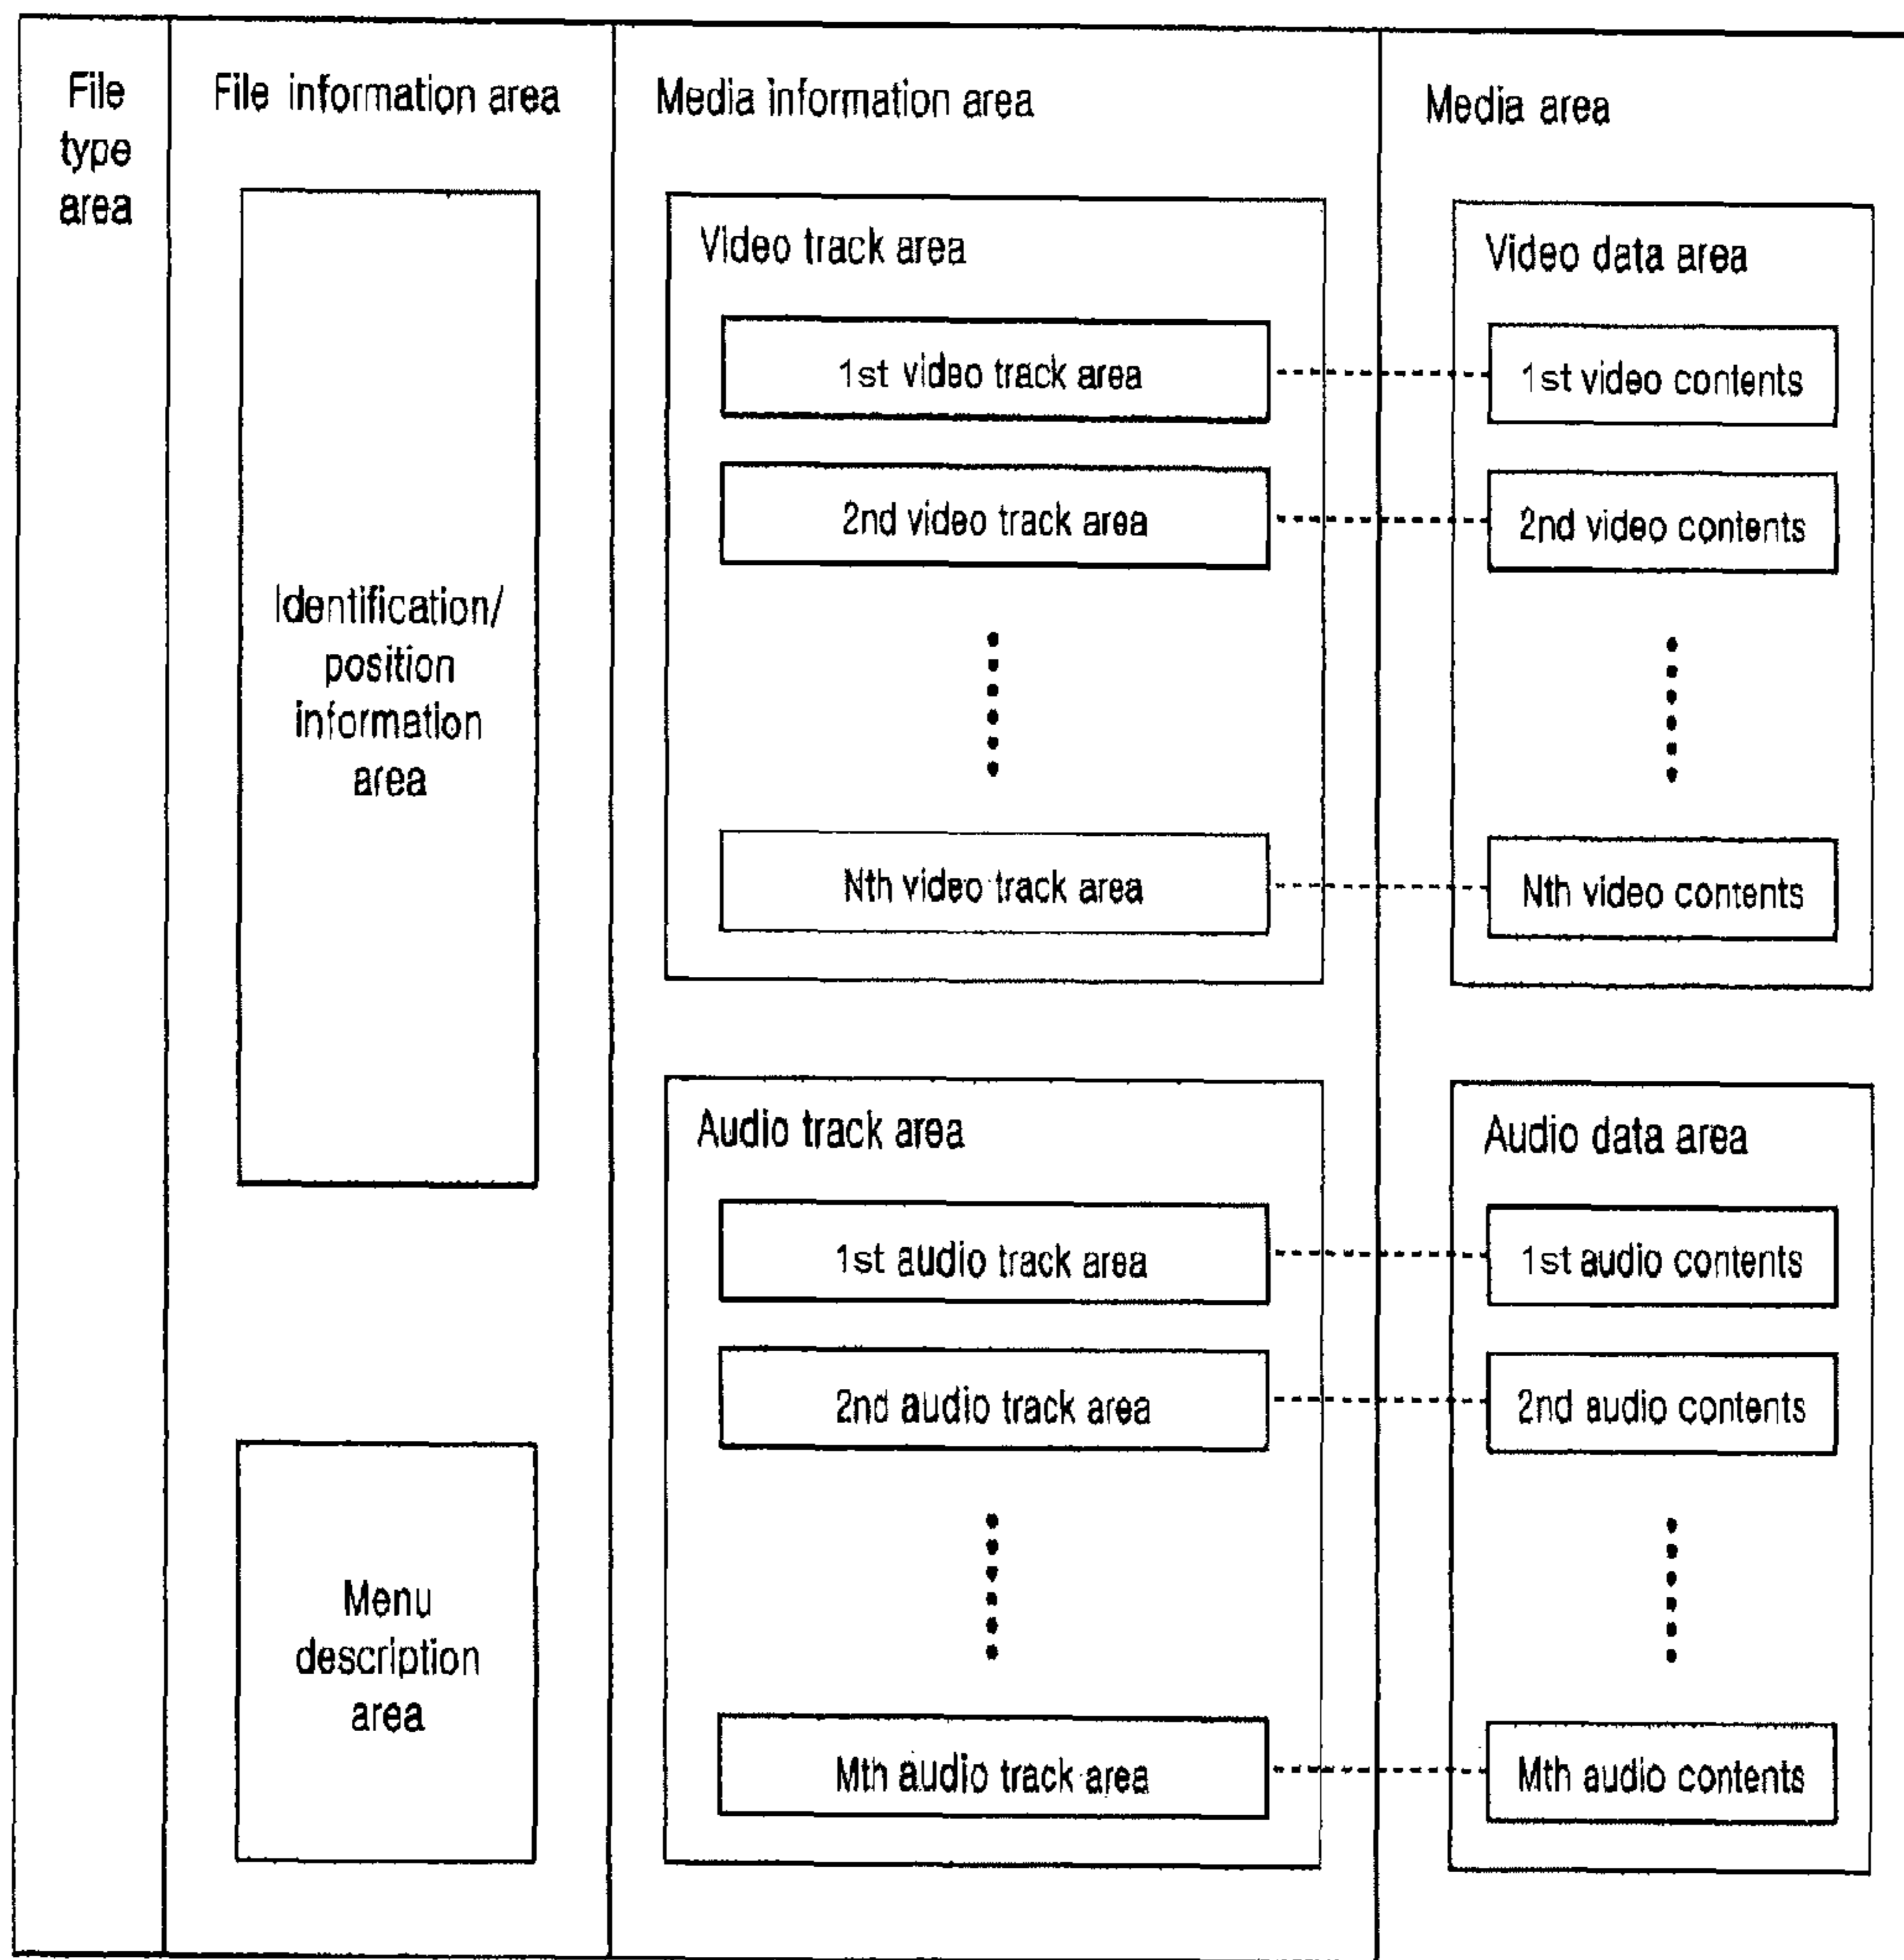 File
type
area
File information area
Identification/
position
information
area
Menu
description
area
Media information area
Video track area
1st video track area
2nd video track area
Nth video track area
Audio track area
1st audio track area
2nd audio track area
Mth audio track area
Media area
Video data area
1st video contents
2nd video contents
Nth video contents
Audio data area
1st audio contents
2nd audio contents
Mth audio contents